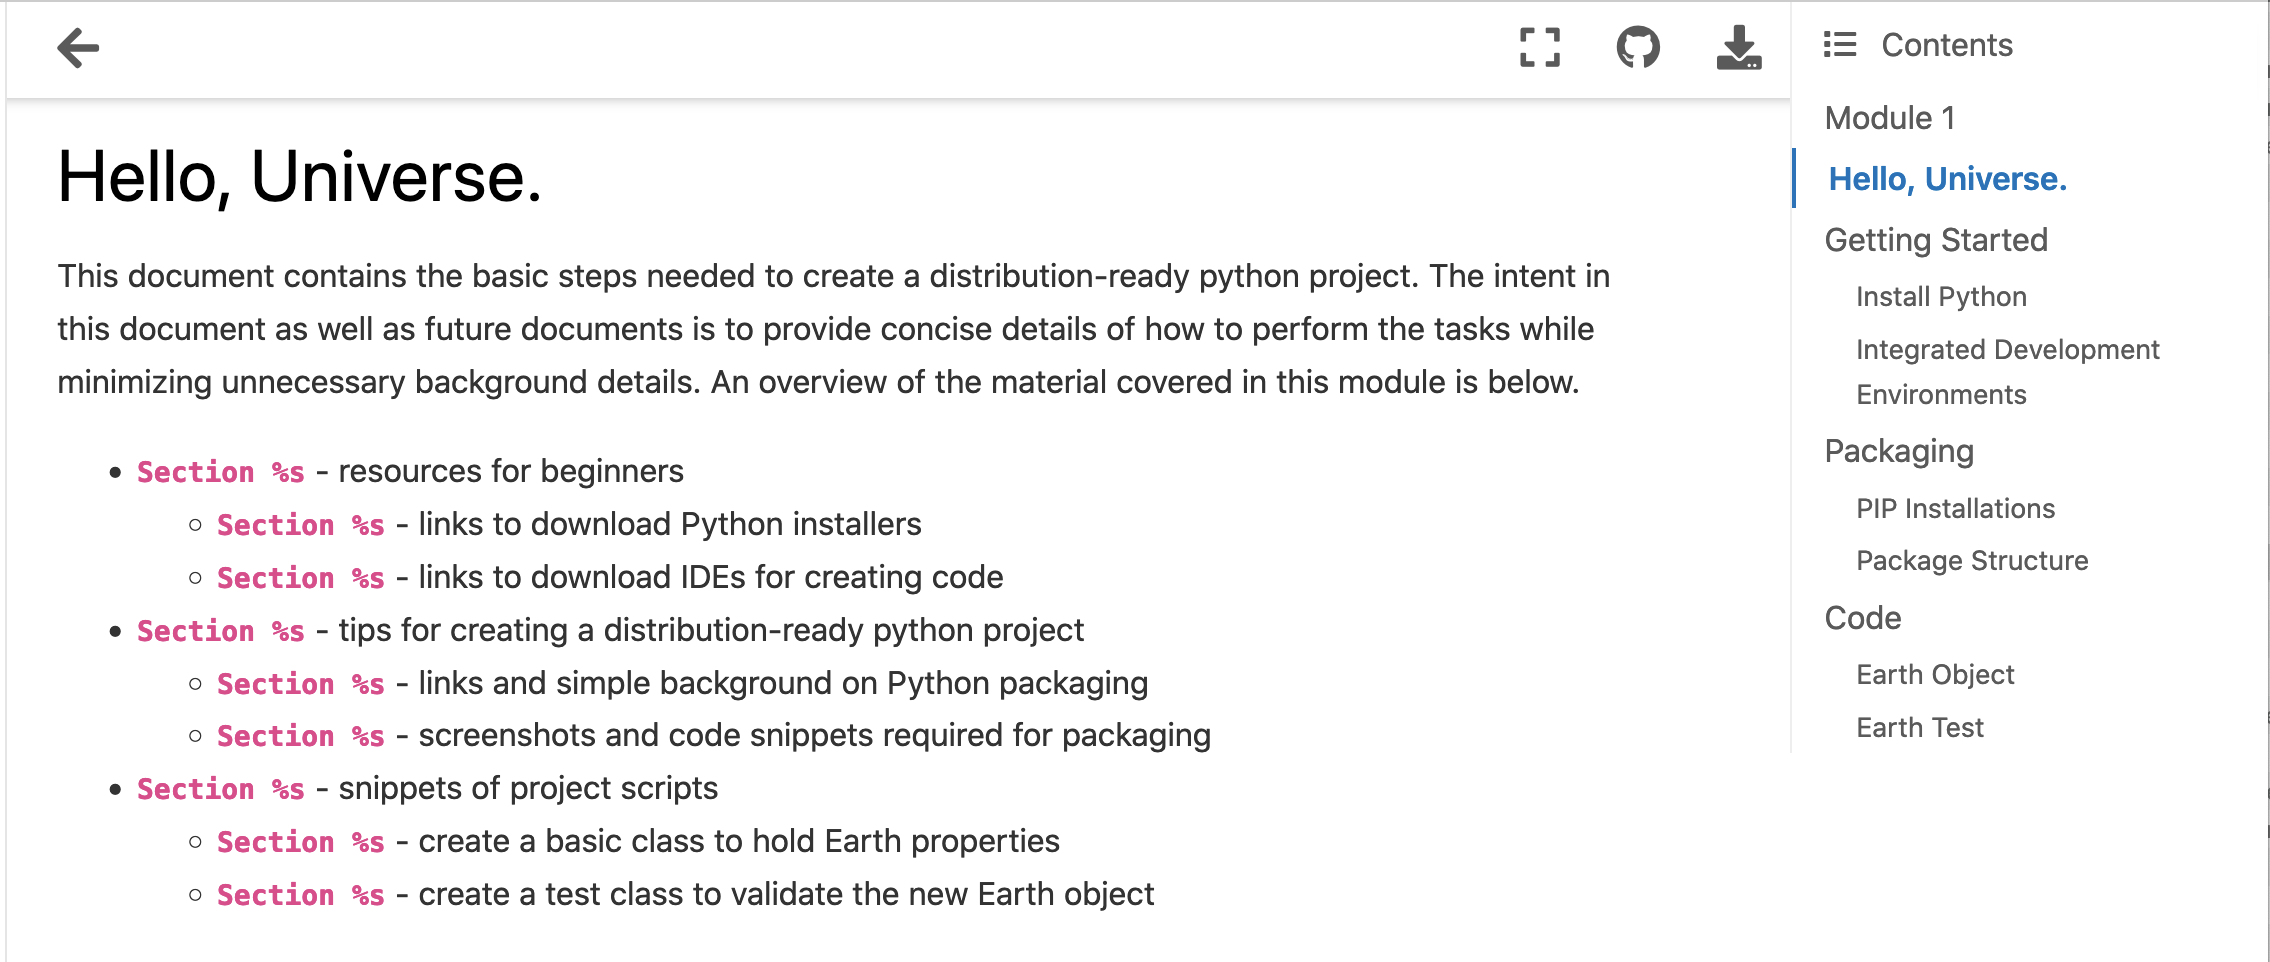 Hello, Universe.
This document contains the basic steps needed to create a distribution-ready python project. The intent in
this document as well as future documents is to provide concise details of how to perform the tasks while
minimizing unnecessary background details. An overview of the material covered in this module is below.
Section %s - resources for beginners
Section %s - links to download Python installers
Section %s - links to download IDEs for creating code
Section %s - tips for creating a distribution-ready python project
Section %s - links and simple background on Python packaging
Section %s - screenshots and code snippets required for packaging
Section %s - snippets of project scripts
Section %s - create a basic class to hold Earth properties
Section %s - create a test class to validate the new Earth object
Contents
Module 1
Hello, Universe.
Getting Started
Install Python
Integrated Development
Environments
Packaging
PIP Installations
Package Structure
Code
Earth Object
Earth Test